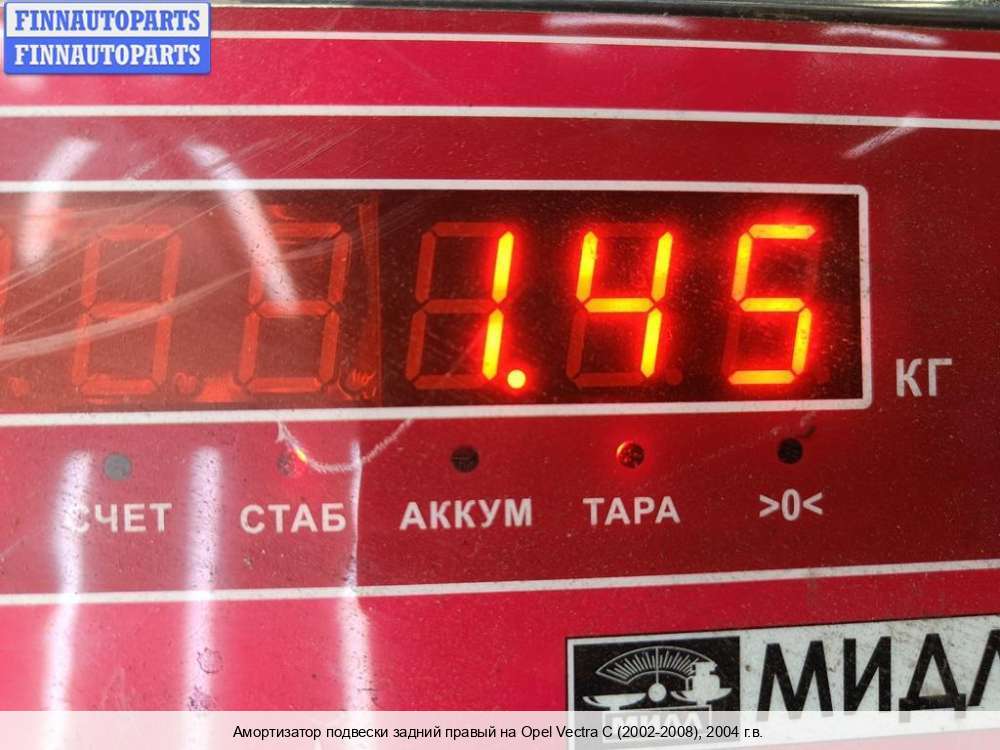 FINNAUTOPARTS
FINNAUTOPARTS
1.45
КГ
СЧЕТ СТАБ АККУМ ТАРА >0<
МИДЛ
МИДЛ
Амортизатор подвески задний правый на Opel Vectra C (2002-2008), 2004 г.в.